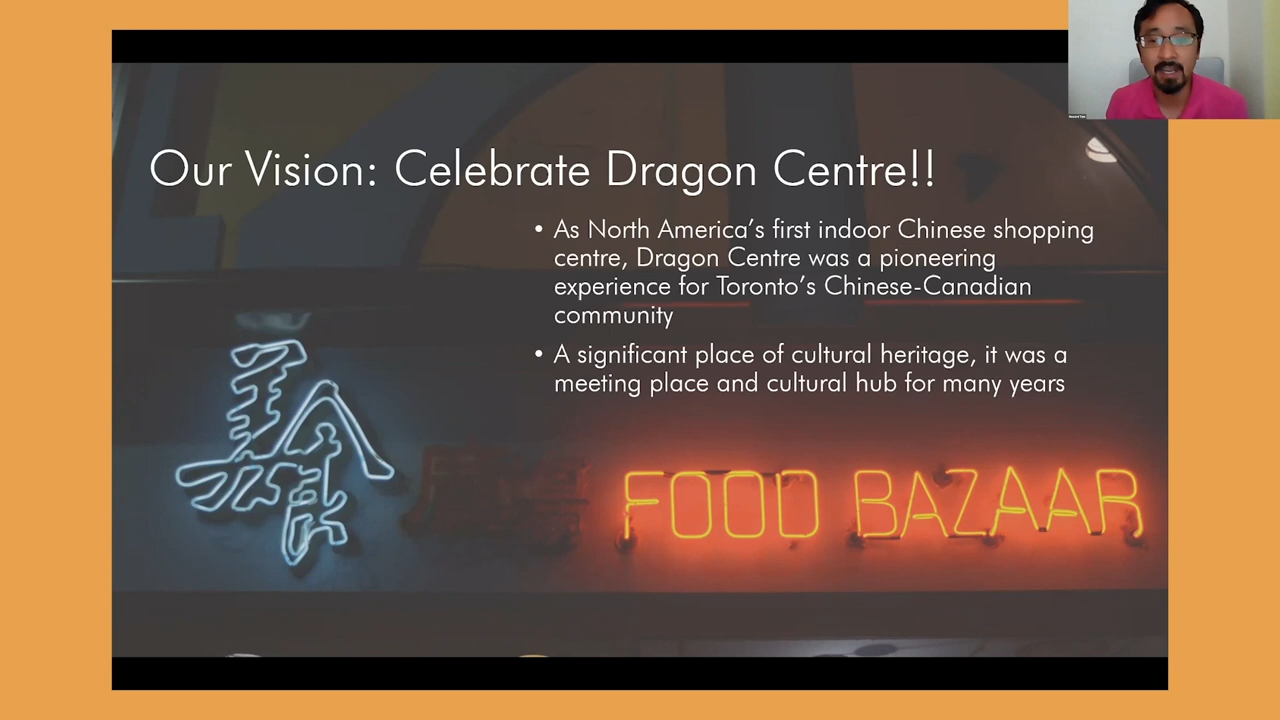 Our Vision: Celebrate Dragon Centre!!
• As North America’s first indoor Chinese shopping
centre, Dragon Centre was a pioneering
experience for Toronto’s Chinese-Canadian
community
• A significant place of cultural heritage, it was a
meeting place and cultural hub for many years
美食
FOOD BAZAAR